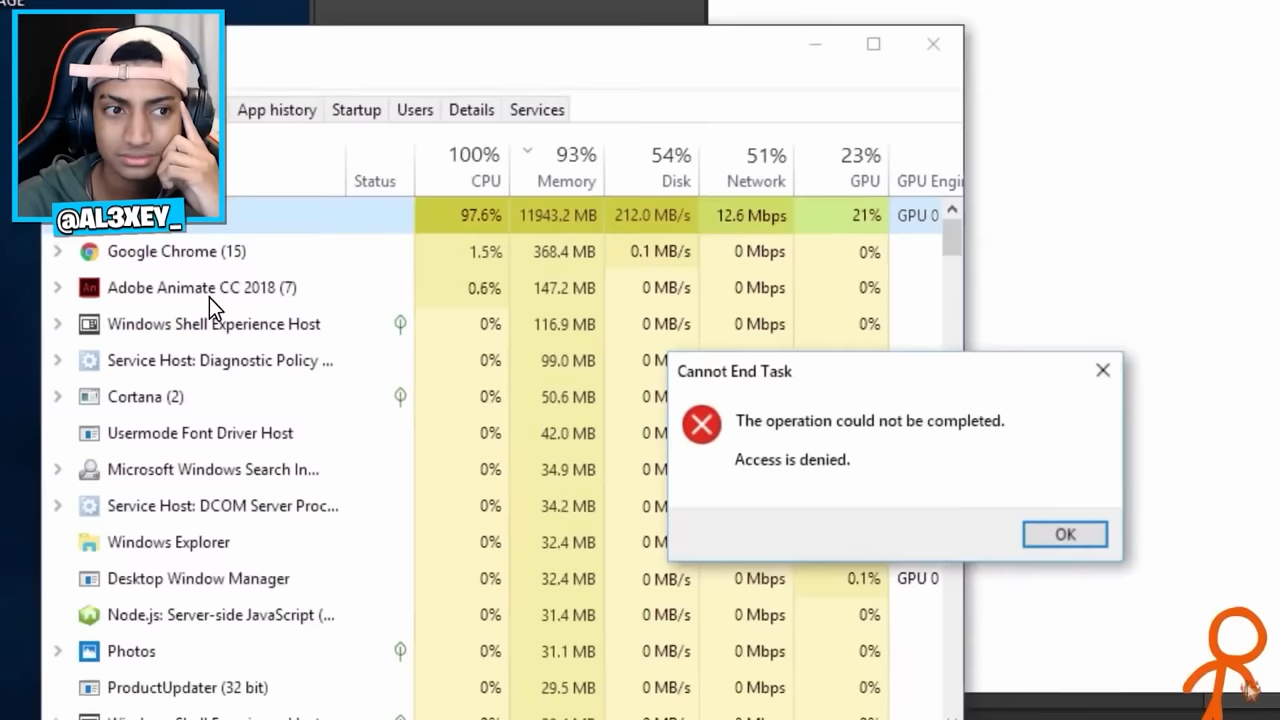 AGE
@AL3XEY_
App history Startup Users Details Services
100% 93% 54% 51% 23%
Status CPU Memory Disk Network GPU GPU Engi
97.6% 11943.2 MB 212.0 MB/s 12.6 Mbps 21% GPU 0
Google Chrome (15) 1.5% 368.4 MB 0.1 MB/s 0 Mbps 0%
An Adobe Animate CC 2018 (7) 0.6% 147.2 MB 0 MB/s 0 Mbps 0%
Windows Shell Experience Host 0% 116.9 MB 0 MB/s 0 Mbps 0%
Service Host: Diagnostic Policy ... 0% 99.0 MB 0 M
Cortana (2) 0% 50.6 MB 0 M
Usermode Font Driver Host 0% 42.0 MB 0 M
Microsoft Windows Search In... 0% 34.9 MB 0 M
Service Host: DCOM Server Proc... 0% 34.2 MB 0 M
Windows Explorer 0% 32.4 MB 0 M
Cannot End Task
The operation could not be completed.
Access is denied.
OK
Desktop Window Manager 0% 32.4 MB 0 MB/s 0 Mbps 0.1% GPU 0
Node.js: Server-side JavaScript (... 0% 31.4 MB 0 MB/s 0 Mbps 0%
Photos 0% 31.1 MB 0 MB/s 0 Mbps 0%
ProductUpdater (32 bit) 0% 29.5 MB 0 MB/s 0 Mbps 0%